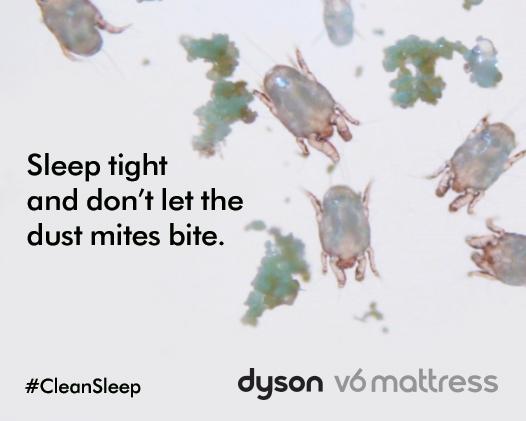 Sleep tight
and don't let the
dust mites bite.
#CleanSleep
dyson v6 mattress